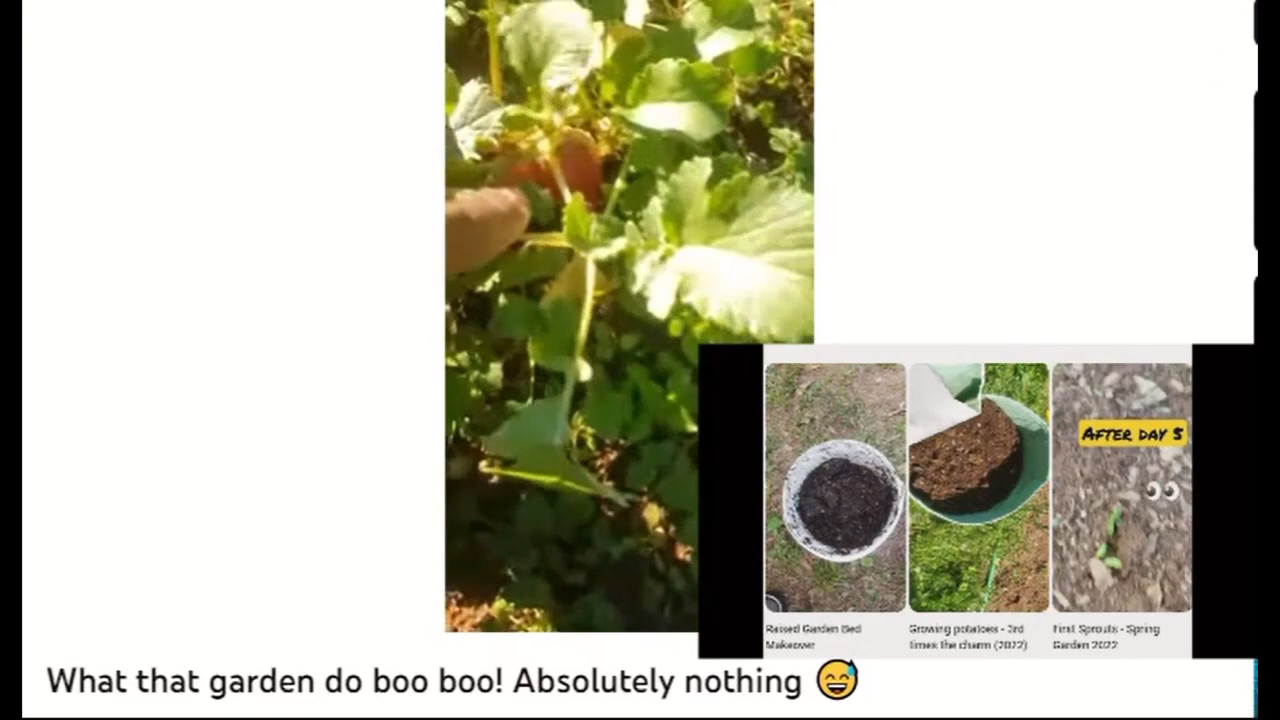 AFTER DAY 5
Raised Garden Bed
Makeover
Growing potatoes - 3rd
times the charm (2022)
First Sprouts - Spring
Garden 2022
What that garden do boo boo! Absolutely nothing 😅